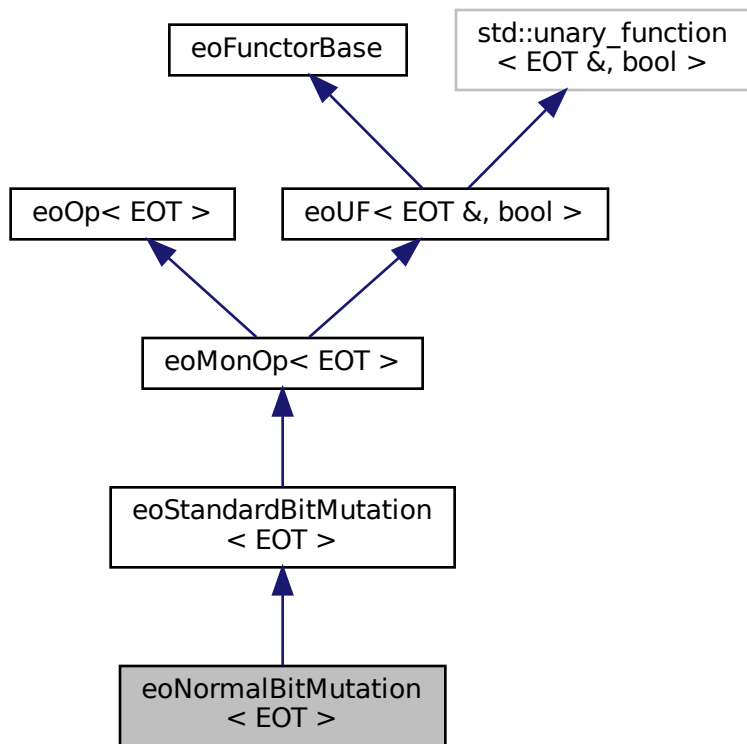 eoFunctorBase
std::unary_function
< EOT &, bool >
eoOp< EOT >
eoUF< EOT &, bool >
eoMonOp< EOT >
eoStandardBitMutation
< EOT >
eoNormalBitMutation
< EOT >